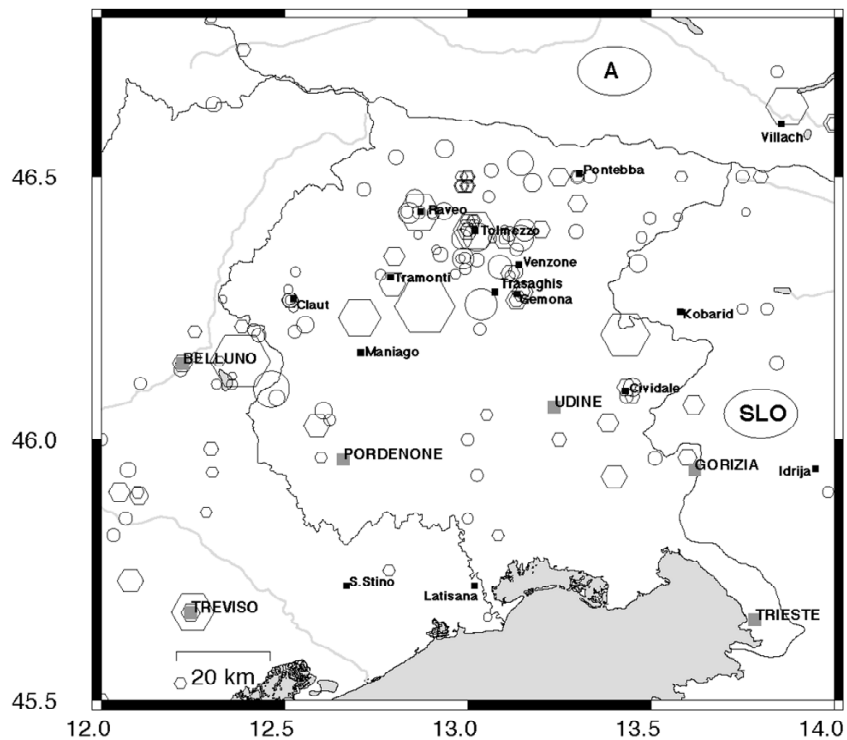 A
Villach
46.5
Pontebba
Raveo
Tolmezzo
Venzone
Tramonti
Trasaghis
Gemona
Claut
Kobarid
Maniago
BELLUNO
Cividale
UDINE
SLO
46.0
PORDENONE
GORIZIA
Idrija
S.Stino
Latisana
TREVISO
TRIESTE
20 km
45.5
12.0 12.5 13.0 13.5 14.0